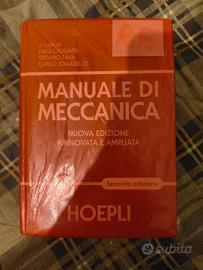 a cura di
LUIGI CALIGARIS
STEFANO FAVA
CARLO TOMASELLO
MANUALE DI
MECCANICA
NUOVA EDIZIONE
RINNOVATA E AMPLIATA
Seconda edizione
HOEPLI
subito